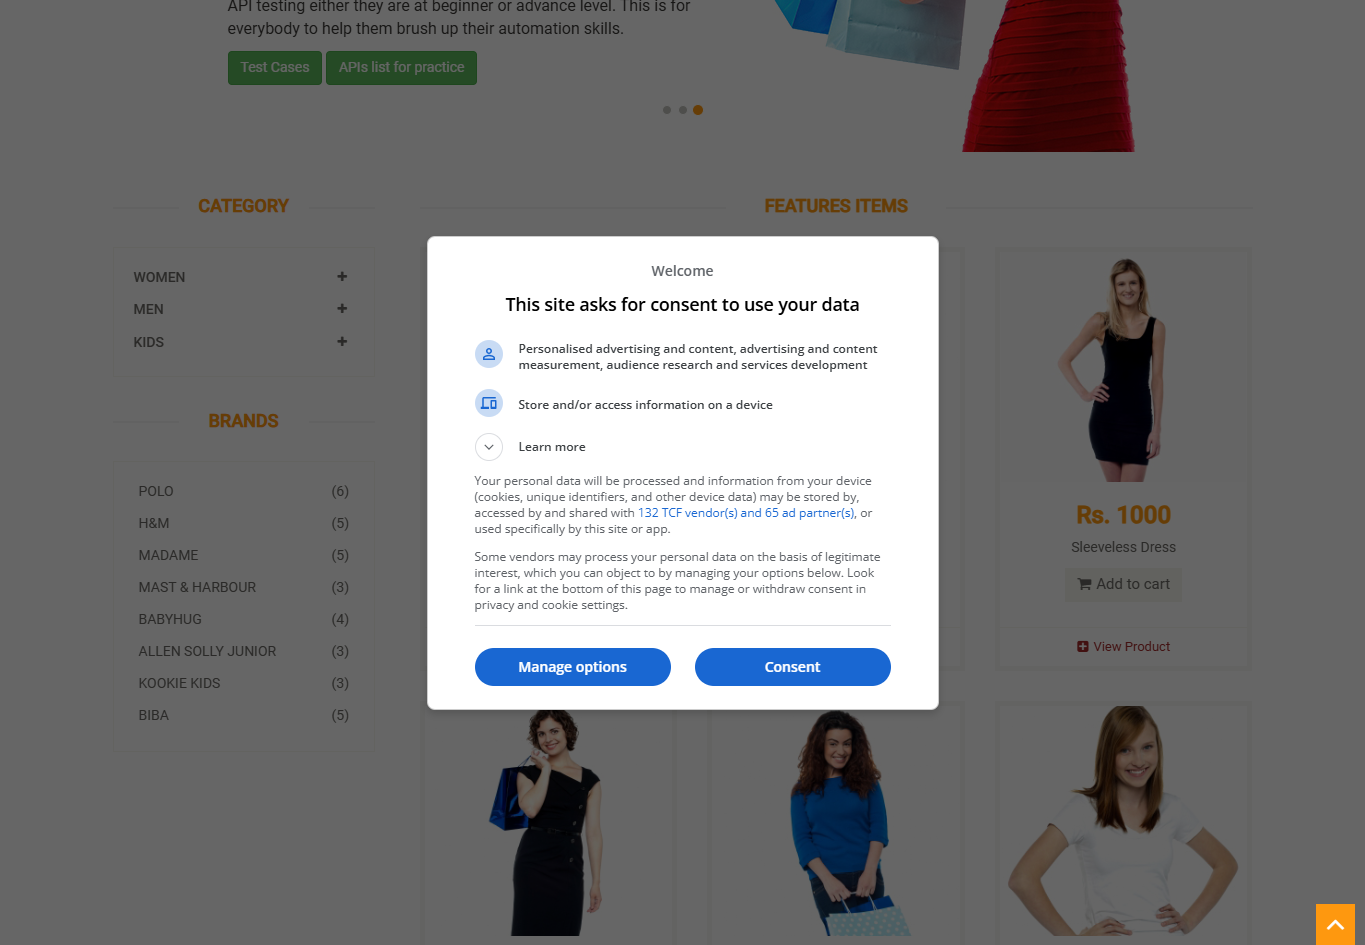 API testing either they are at beginner or advance level. This is for
everybody to help them brush up their automation skills.
Test Cases
APIs list for practice
CATEGORY
WOMEN
MEN
KIDS
BRANDS
POLO (6)
H&M (5)
MADAME (5)
MAST & HARBOUR (3)
BABYHUG (4)
ALLEN SOLLY JUNIOR (3)
KOOKIE KIDS (3)
BIBA (5)
FEATURES ITEMS
Welcome
This site asks for consent to use your data
Personalised advertising and content, advertising and content
measurement, audience research and services development
Store and/or access information on a device
Learn more
Your personal data will be processed and information from your device
(cookies, unique identifiers, and other device data) may be stored by,
accessed by and shared with 132 TCF vendor(s) and 65 ad partner(s), or
used specifically by this site or app.
Some vendors may process your personal data on the basis of legitimate
interest, which you can object to by managing your options below. Look
for a link at the bottom of this page to manage or withdraw consent in
privacy and cookie settings.
Manage options
Consent
Rs. 1000
Sleeveless Dress
Add to cart
View Product